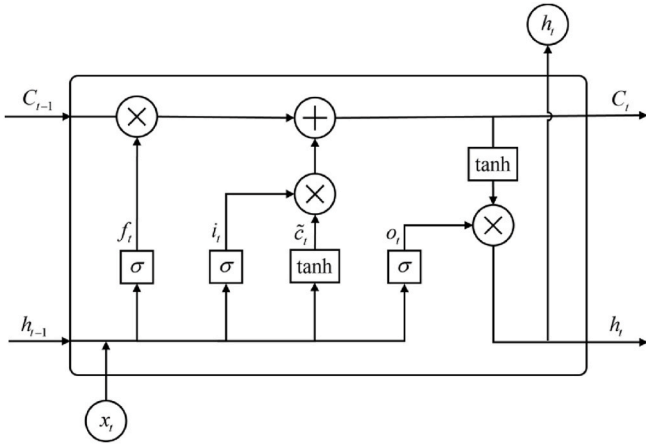 h_t
C_{t-1}
C_t
tanh
f_t
i_t
c̃_t
o_t
σ
σ
tanh
σ
h_{t-1}
h_t
x_t